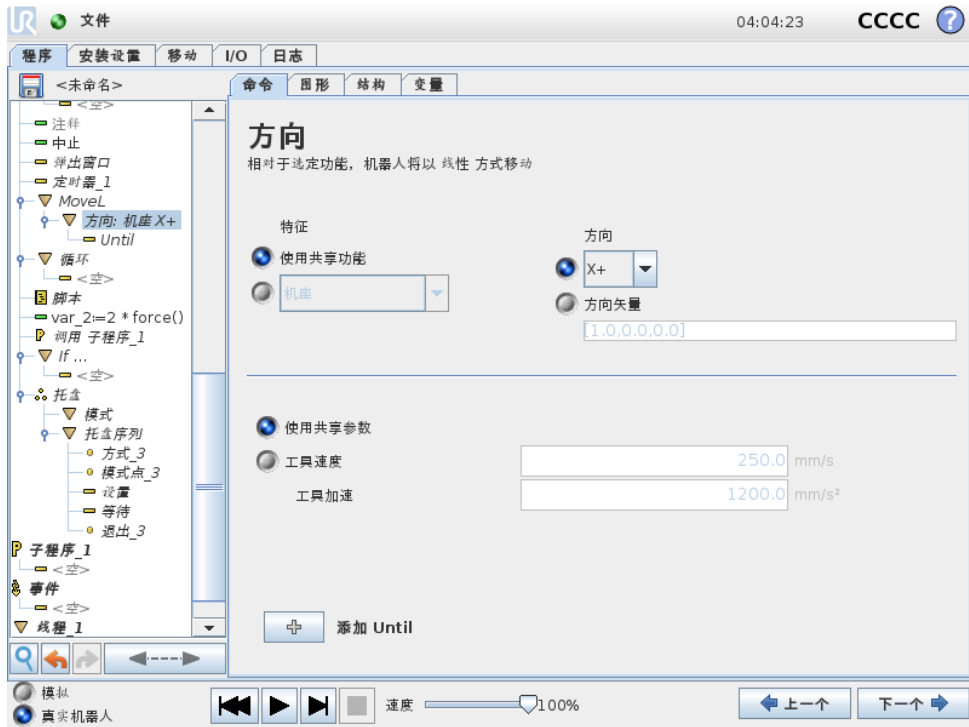 UR 文件 04:04:23 CCCC ?
程序 安装设置 移动 I/O 日志
<未命名> 命令 图形 结构 变量
<空>
注释
中止
弹出窗口
定时器_1
MoveL
方向: 机座 X+
Until
循环
<空>
脚本
var_2:=2 * force()
调用 子程序_1
If ...
<空>
托盘
模式
托盘序列
方式_3
模式点_3
设置
等待
退出_3
子程序_1
<空>
事件
<空>
线程_1
方向
相对于选定功能，机器人将以 线性 方式移动
特征
使用共享功能
机座
方向
X+
方向矢量
[1.0,0.0,0.0]
使用共享参数
工具速度 250.0 mm/s
工具加速 1200.0 mm/s²
添加 Until
模拟
真实机器人
速度 100%
上一个 下一个